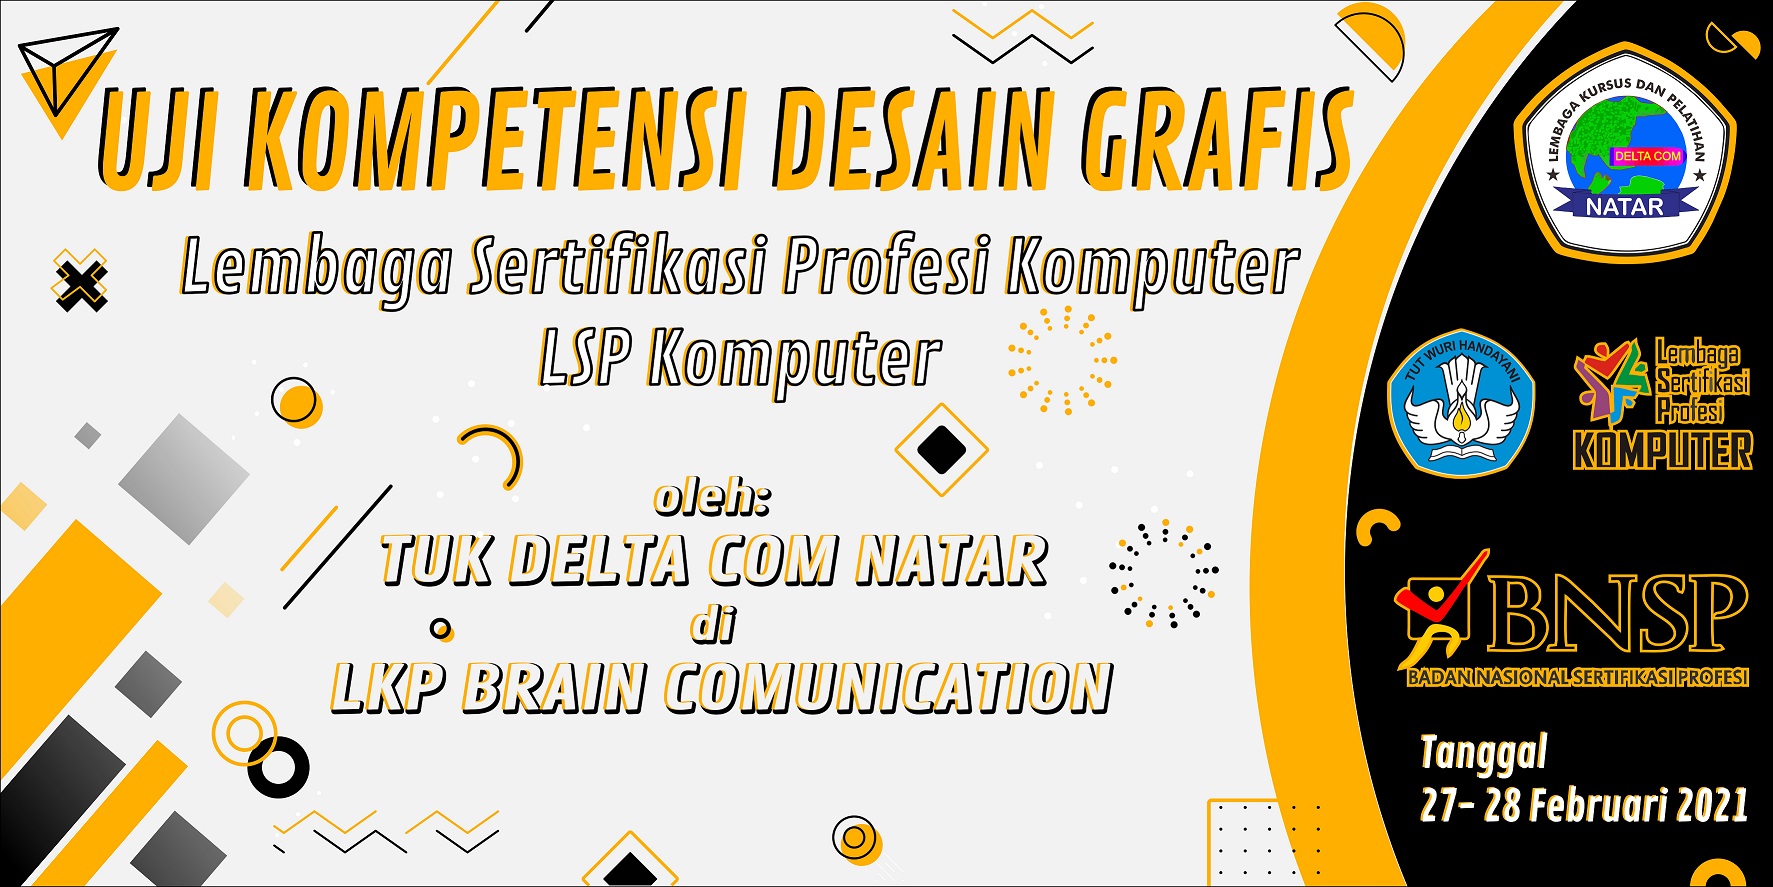 UJI KOMPETENSI DESAIN GRAFIS
Lembaga Sertifikasi Profesi Komputer
LSP Komputer
oleh:
TUK DELTA COM NATAR
di
LKP BRAIN COMUNICATION
LEMBAGA KURSUS DAN PELATIHAN
DELTA COM
NATAR
TUT WURI HANDAYANI
Lembaga
Sertifikasi
Profesi
KOMPUTER
BNSP
BADAN NASIONAL SERTIFIKASI PROFESI
Tanggal
27- 28 Februari 2021